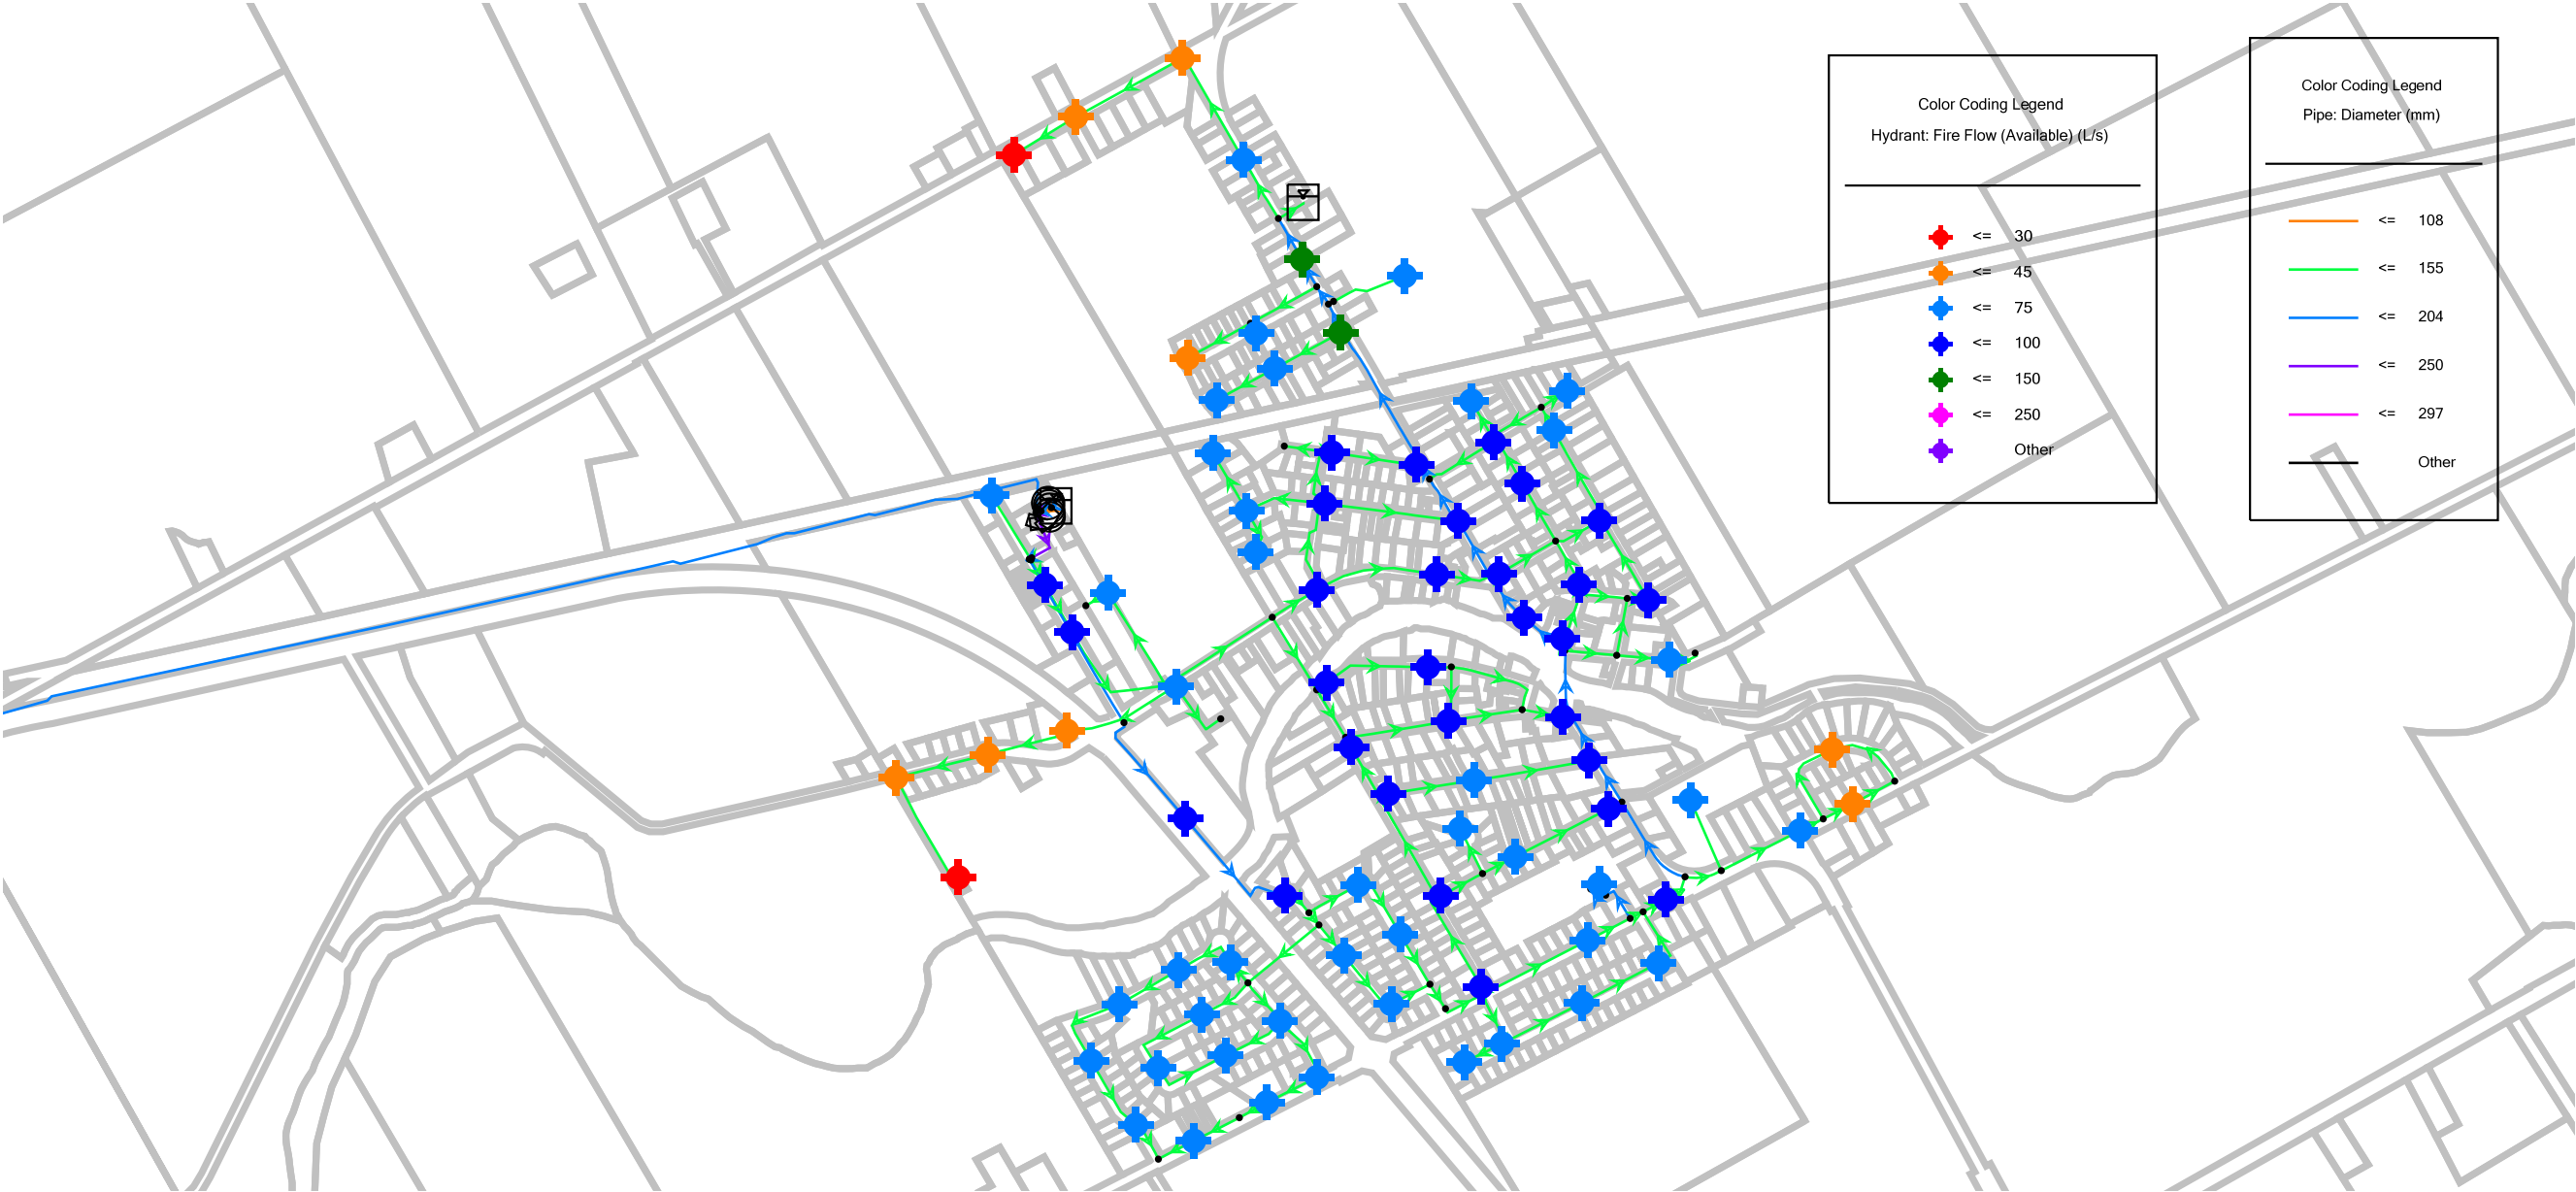 Color Coding Legend
Hydrant: Fire Flow (Available) (L/s)
<= 30
<= 45
<= 75
<= 100
<= 150
<= 250
Other
Color Coding Legend
Pipe: Diameter (mm)
<= 108
<= 155
<= 204
<= 250
<= 297
Other